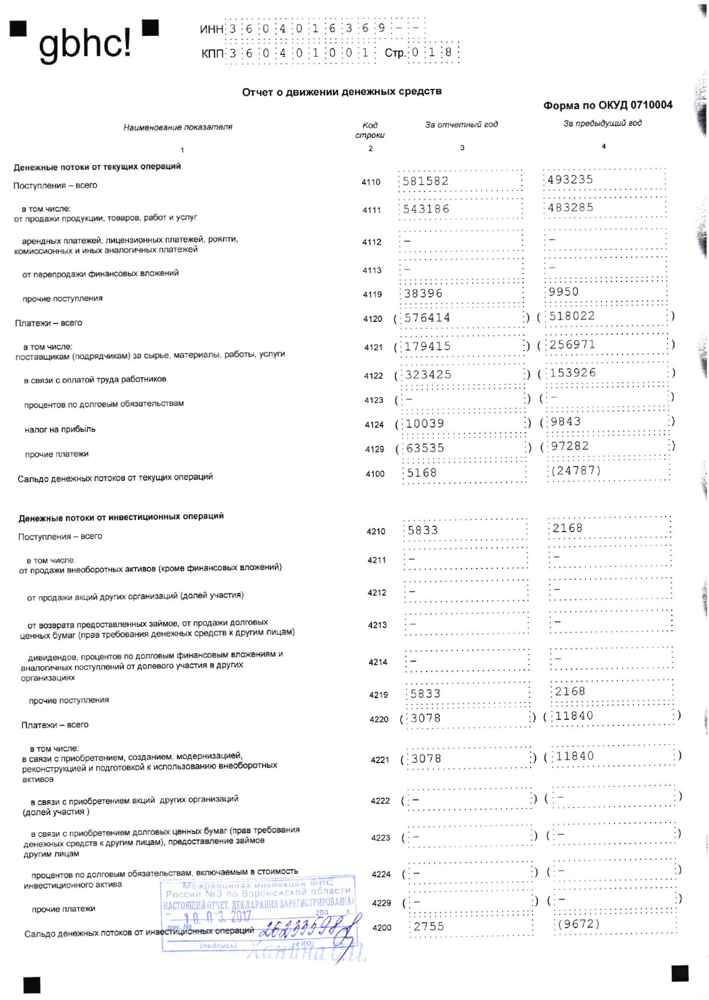 gbhc!
ИНН 3604016369--
КПП 360401001 Стр. 018
Отчет о движении денежных средств
Форма по ОКУД 0710004
Наименование показателя Код строки За отчетный год За предыдущий год
1 2 3 4
Денежные потоки от текущих операций
Поступления – всего 4110 581582 493235
в том числе:
от продажи продукции, товаров, работ и услуг 4111 543186 483285
арендных платежей, лицензионных платежей, роялти,
комиссионных и иных аналогичных платежей 4112 – –
от перепродажи финансовых вложений 4113 – –
прочие поступления 4119 38396 9950
Платежи – всего 4120 (576414) (518022)
в том числе:
поставщикам (подрядчикам) за сырье, материалы, работы, услуги 4121 (179415) (256971)
в связи с оплатой труда работников 4122 (323425) (153926)
процентов по долговым обязательствам 4123 (–) (–)
налог на прибыль 4124 (10039) (9843)
прочие платежи 4129 (63535) (97282)
Сальдо денежных потоков от текущих операций 4100 5168 (24787)
Денежные потоки от инвестиционных операций
Поступления – всего 4210 5833 2168
в том числе:
от продажи внеоборотных активов (кроме финансовых вложений) 4211 – –
от продажи акций других организаций (долей участия) 4212 – –
от возврата предоставленных займов, от продажи долговых
ценных бумаг (прав требования денежных средств к другим лицам) 4213 – –
дивидендов, процентов по долговым финансовым вложениям и
аналогичных поступлений от долевого участия в других 4214 – –
организациях
прочие поступления 4219 5833 2168
Платежи – всего 4220 (3078) (11840)
в том числе:
в связи с приобретением, созданием, модернизацией,
реконструкцией и подготовкой к использованию внеоборотных 4221 (3078) (11840)
активов
в связи с приобретением акций других организаций
(долей участия ) 4222 (–) (–)
в связи с приобретением долговых ценных бумаг (прав требования
денежных средств к другим лицам), предоставление займов 4223 (–) (–)
другим лицам
процентов по долговым обязательствам, включаемым в стоимость
инвестиционного актива 4224 (–) (–)
Межрайонная инспекция ФНС
России №3 по Воронежской области
НАСТОЯЩИЙ ОТЧЕТ, ДЕКЛАРАЦИЯ ЗАРЕГИСТРИРОВАН(А)
прочие платежи 4229 (–) (–)
" 10. 03. 2017 200 г.
рег. №
Сальдо денежных потоков от инвестиционных операций 4200 2755 (9672)
(подпись) (ФИО)
Ханина О.И.